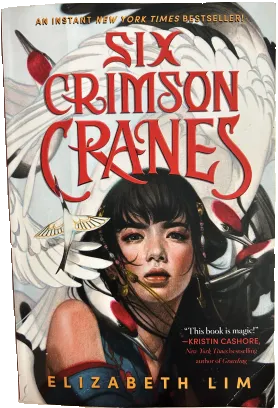 AN INSTANT NEW YORK TIMES BESTSELLER!
SIX
CRIMSON
CRANES
"This book is magic!"
—KRISTIN CASHORE,
New York Times bestselling
author of Graceling
ELIZABETH LIM